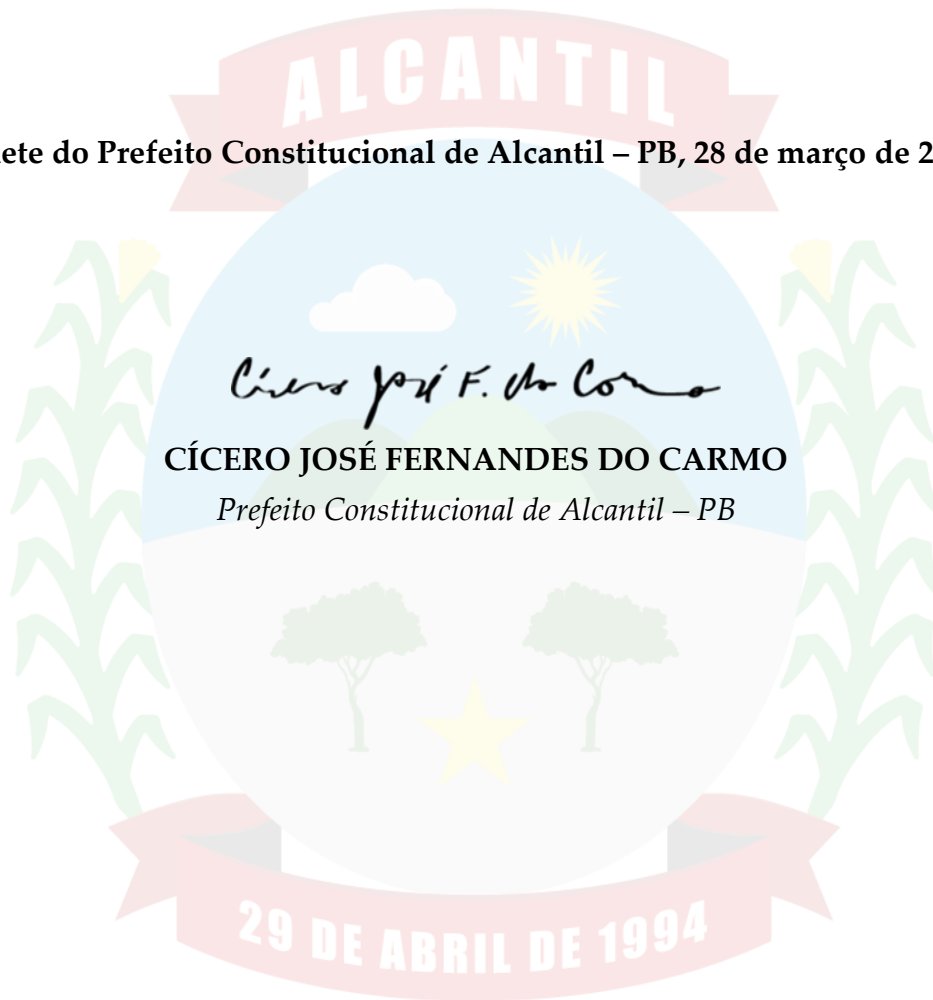 ALCANTIL
ete do Prefeito Constitucional de Alcantil – PB, 28 de março de 2
Cícero José F. do Carmo
CÍCERO JOSÉ FERNANDES DO CARMO
Prefeito Constitucional de Alcantil – PB
29 DE ABRIL DE 1994